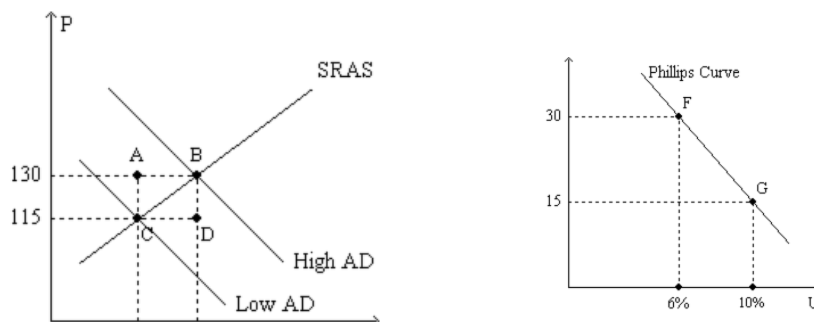 P
SRAS
A
B
130
115
C
D
High AD
Low AD
Phillips Curve
F
30
G
15
6%
10%
U